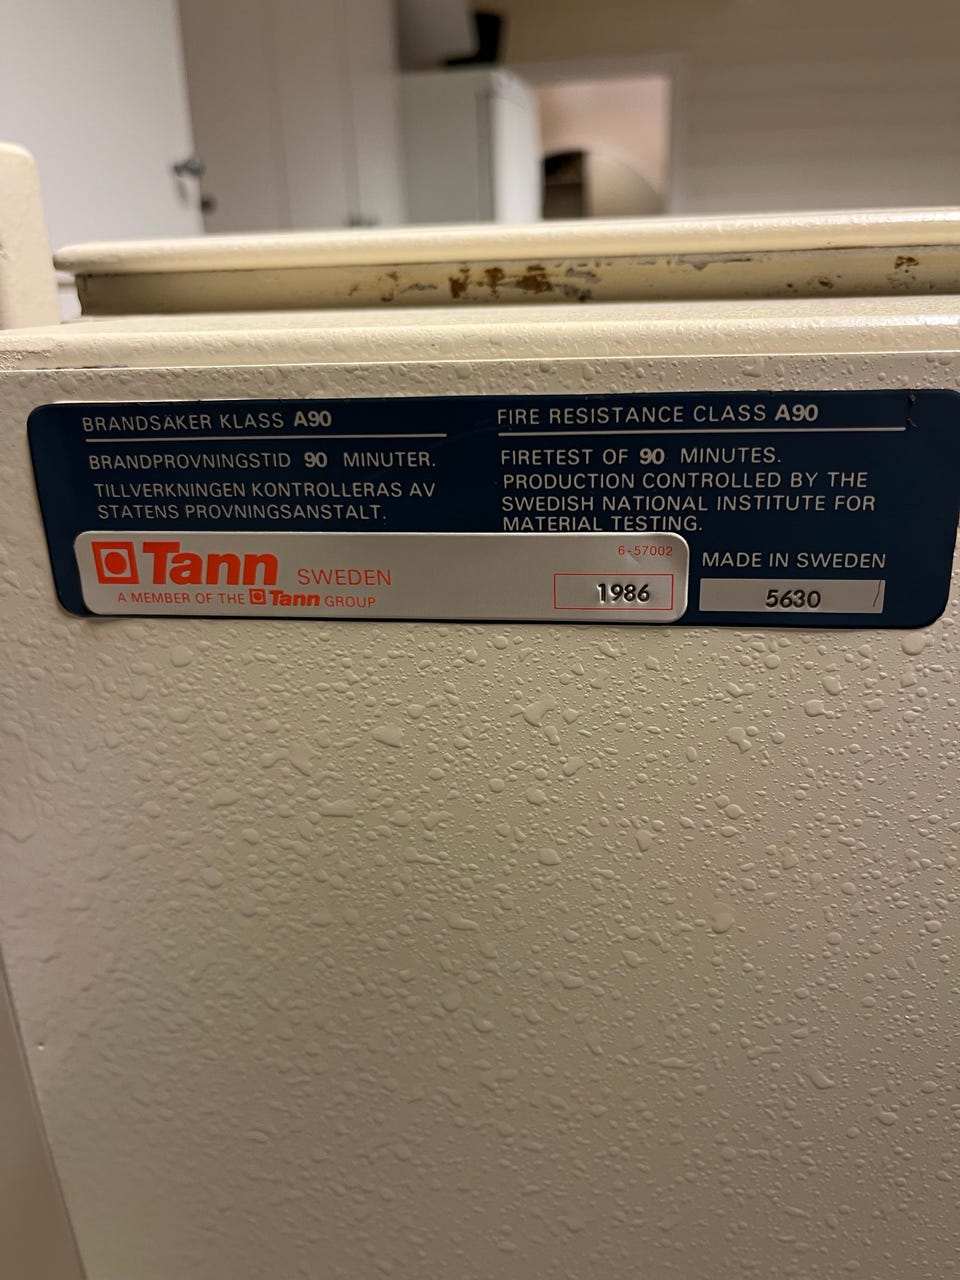 BRANDSÄKER KLASS A90
BRANDPROVNINGSTID 90 MINUTER.
TILLVERKNINGEN KONTROLLERAS AV
STATENS PROVNINGSANSTALT.
FIRE RESISTANCE CLASS A90
FIRETEST OF 90 MINUTES.
PRODUCTION CONTROLLED BY THE
SWEDISH NATIONAL INSTITUTE FOR
MATERIAL TESTING.
Tann SWEDEN
A MEMBER OF THE Tann GROUP
6-57002
1986
MADE IN SWEDEN
5630